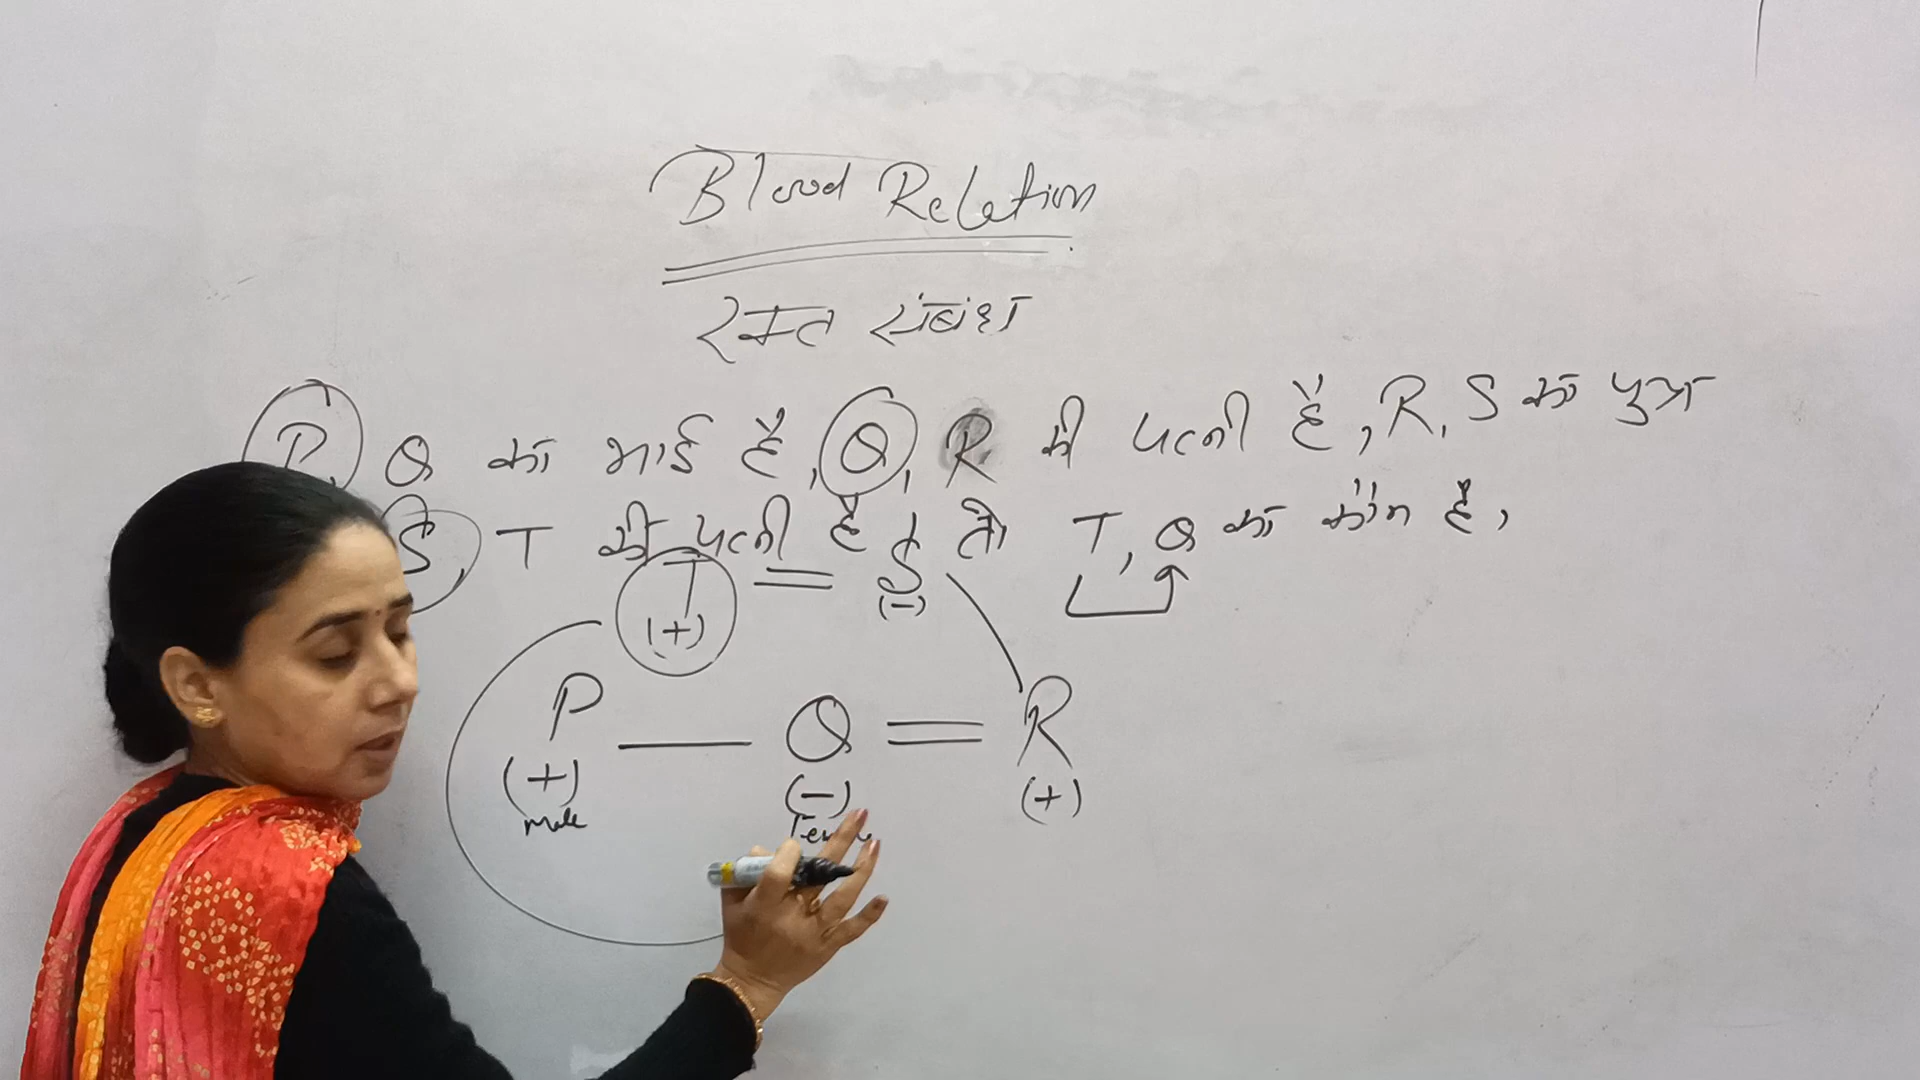 Blood Relation
रक्त संबंध
P, Q का भाई है, Q, R की पत्नी है, R, S का पुत्र
S, T की पत्नी है तो T, Q का कौन है,
T = S
(+) (-)
P — Q = R
(+) (-) (+)
male